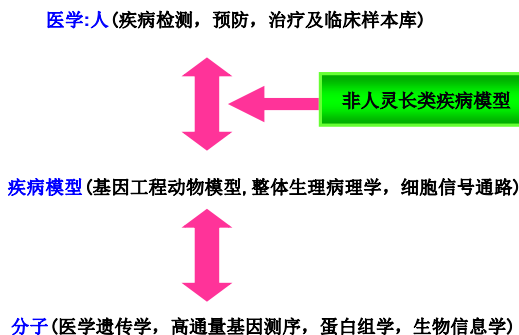 医学:人(疾病检测，预防，治疗及临床样本库)
非人灵长类疾病模型
疾病模型(基因工程动物模型,整体生理病理学，细胞信号通路)
分子(医学遗传学，高通量基因测序，蛋白组学，生物信息学)